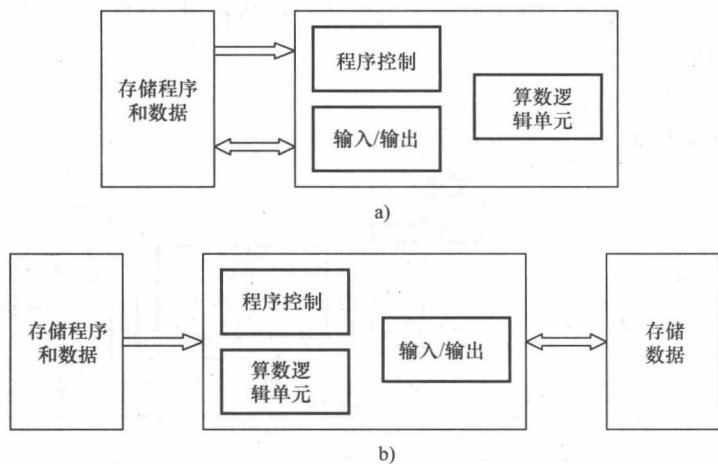 存储程序
和数据
程序控制
输入/输出
算数逻
辑单元
a)
存储程序
和数据
程序控制
算数逻
辑单元
输入/输出
存储
数据
b)